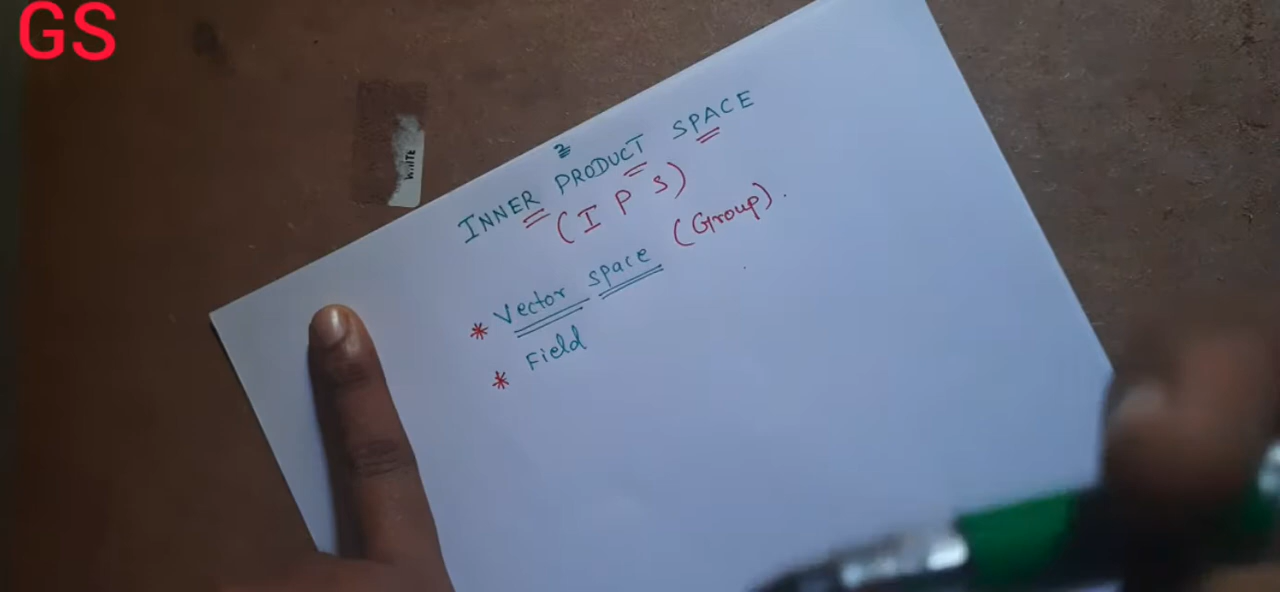 GS
WHITE
INNER PRODUCT SPACE
(I P S)
* Vector space (Group).
* Field